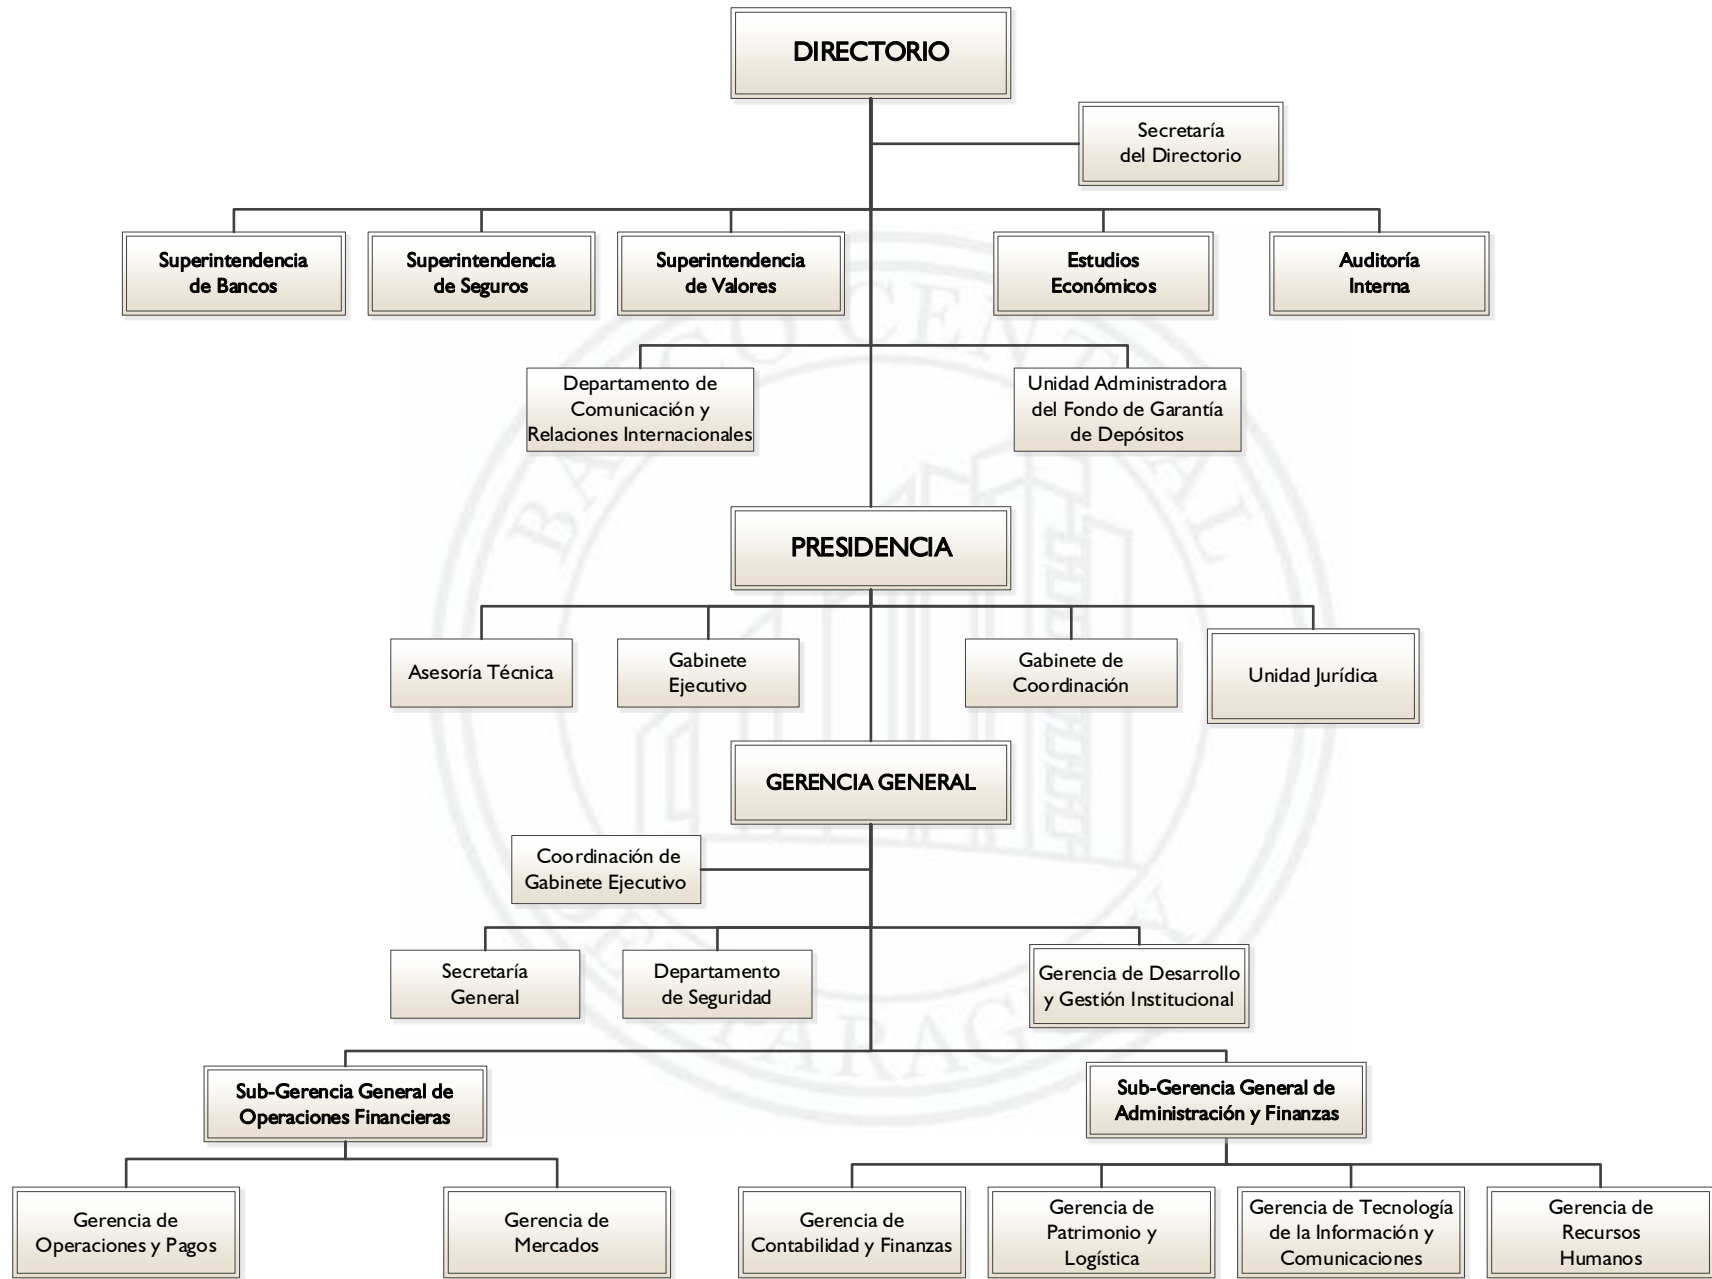 DIRECTORIO
Secretaría
del Directorio
Superintendencia
de Bancos
Superintendencia
de Seguros
Superintendencia
de Valores
Estudios
Económicos
Auditoría
Interna
Departamento de
Comunicación y
Relaciones Internacionales
Unidad Administradora
del Fondo de Garantía
de Depósitos
PRESIDENCIA
Asesoría Técnica
Gabinete
Ejecutivo
Gabinete de
Coordinación
Unidad Jurídica
GERENCIA GENERAL
Coordinación de
Gabinete Ejecutivo
Secretaría
General
Departamento
de Seguridad
Gerencia de Desarrollo
y Gestión Institucional
Sub-Gerencia General de
Operaciones Financieras
Sub-Gerencia General de
Administración y Finanzas
Gerencia de
Operaciones y Pagos
Gerencia de
Mercados
Gerencia de
Contabilidad y Finanzas
Gerencia de
Patrimonio y
Logística
Gerencia de Tecnología
de la Información y
Comunicaciones
Gerencia de
Recursos
Humanos
BANCO CENTRAL
DEL PARAGUAY